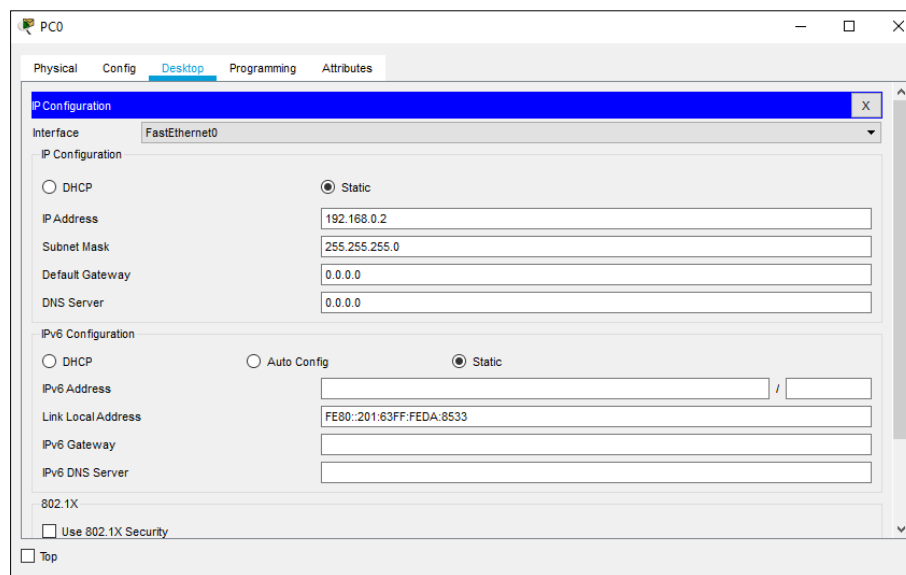 PC0
Physical Config Desktop Programming Attributes
IP Configuration X
Interface FastEthernet0
IP Configuration
DHCP Static
IP Address 192.168.0.2
Subnet Mask 255.255.255.0
Default Gateway 0.0.0.0
DNS Server 0.0.0.0
IPv6 Configuration
DHCP Auto Config Static
IPv6 Address /
Link Local Address FE80::201:63FF:FEDA:8533
IPv6 Gateway
IPv6 DNS Server
802.1X
Use 802.1X Security
Top